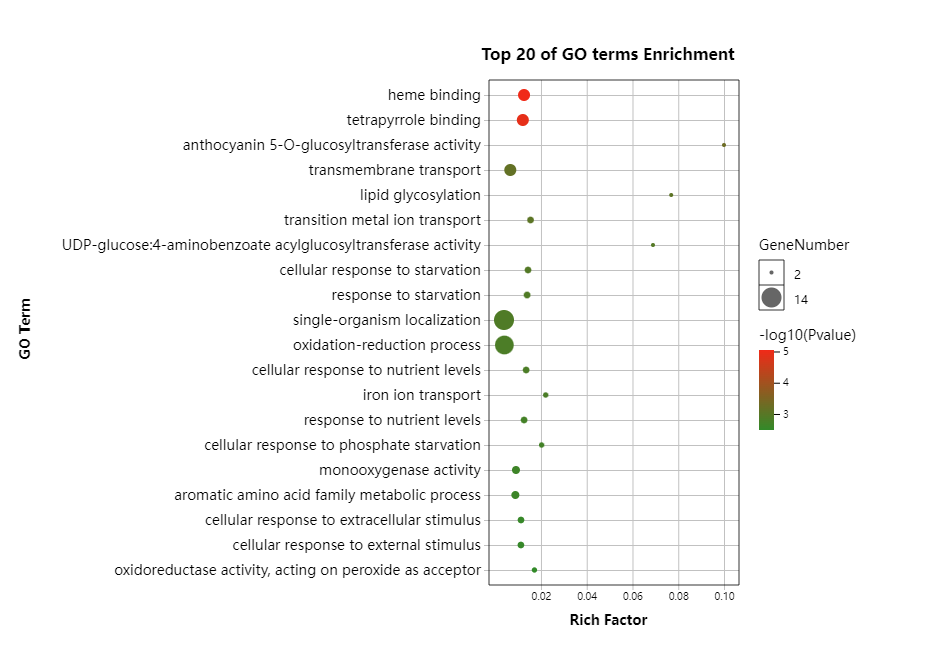 Top 20 of GO terms Enrichment
heme binding
tetrapyrrole binding
anthocyanin 5-O-glucosyltransferase activity
transmembrane transport
lipid glycosylation
transition metal ion transport
UDP-glucose:4-aminobenzoate acylglucosyltransferase activity
cellular response to starvation
response to starvation
single-organism localization
oxidation-reduction process
cellular response to nutrient levels
iron ion transport
response to nutrient levels
cellular response to phosphate starvation
monooxygenase activity
aromatic amino acid family metabolic process
cellular response to extracellular stimulus
cellular response to external stimulus
oxidoreductase activity, acting on peroxide as acceptor
GO Term
0.02 0.04 0.06 0.08 0.10
Rich Factor
GeneNumber
2
14
-log10(Pvalue)
5
4
3